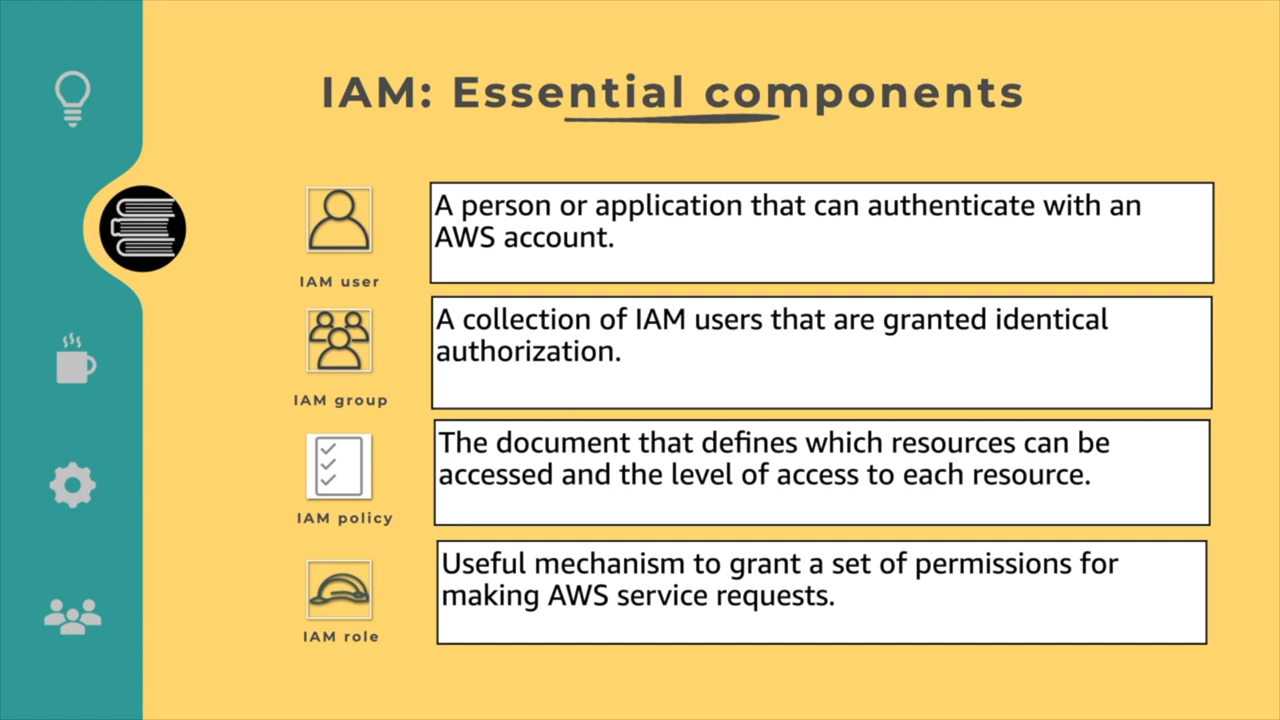 IAM: Essential components
A person or application that can authenticate with an
AWS account.
IAM user
A collection of IAM users that are granted identical
authorization.
IAM group
The document that defines which resources can be
accessed and the level of access to each resource.
IAM policy
Useful mechanism to grant a set of permissions for
making AWS service requests.
IAM role